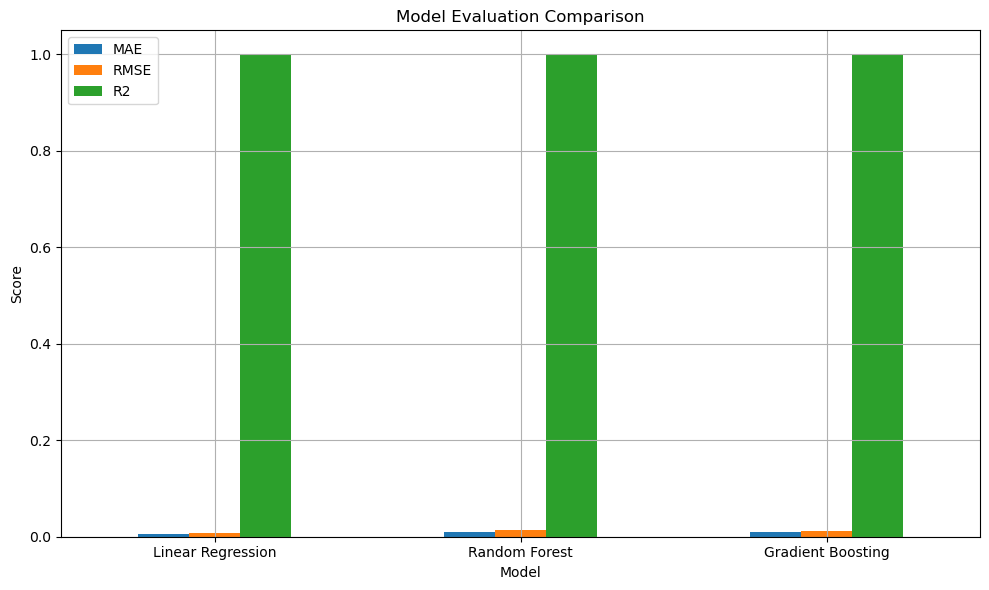 Model Evaluation Comparison
MAE
RMSE
R2
1.0
0.8
0.6
0.4
0.2
0.0
Score
Linear Regression
Random Forest
Gradient Boosting
Model